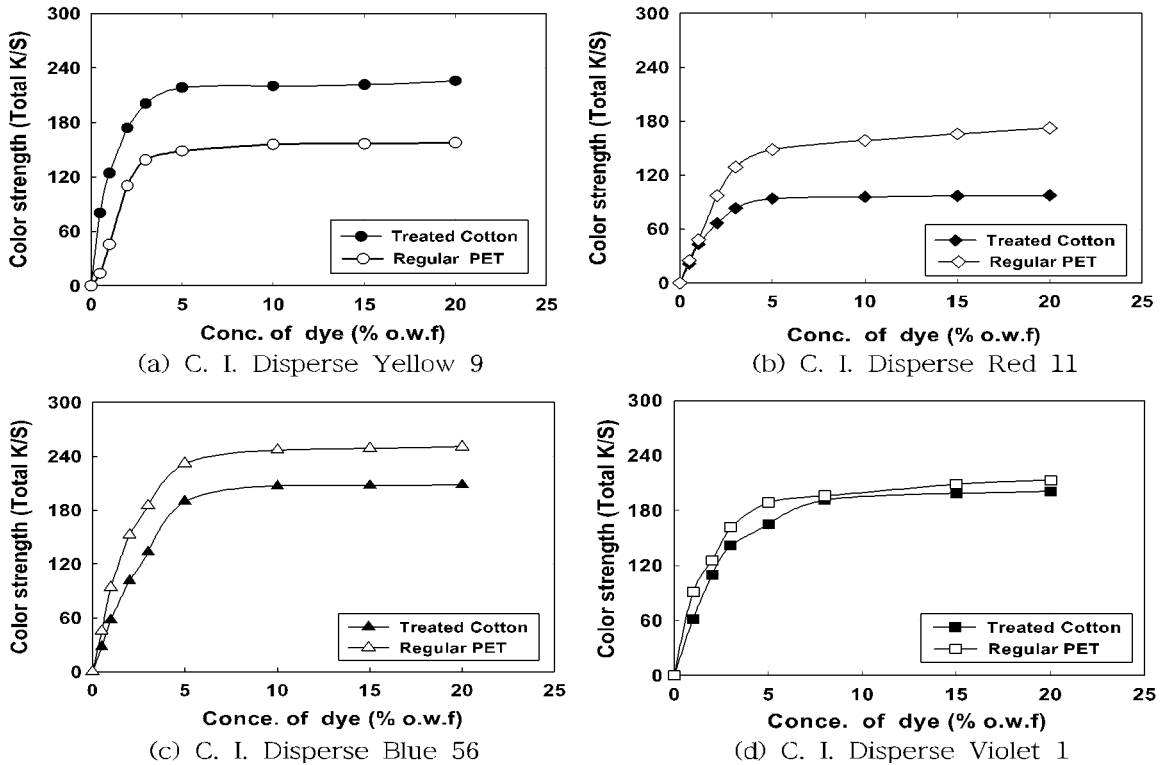 Color strength (Total K/S)
300
240
180
120
60
0
Treated Cotton
Regular PET
0 5 10 15 20 25
Conc. of dye (% o.w.f)
(a) C. I. Disperse Yellow 9
Color strength (Total K/S)
300
240
180
120
60
0
Treated Cotton
Regular PET
0 5 10 15 20 25
Conc. of dye (% o.w.f)
(b) C. I. Disperse Red 11
Color strength (Total K/S)
300
240
180
120
60
0
Treated Cotton
Regular PET
0 5 10 15 20 25
Conce. of dye (% o.w.f)
(c) C. I. Disperse Blue 56
Color strength (Total K/S)
300
240
180
120
60
0
Treated Cotton
Regular PET
0 5 10 15 20 25
Conce. of dye (% o.w.f)
(d) C. I. Disperse Violet 1